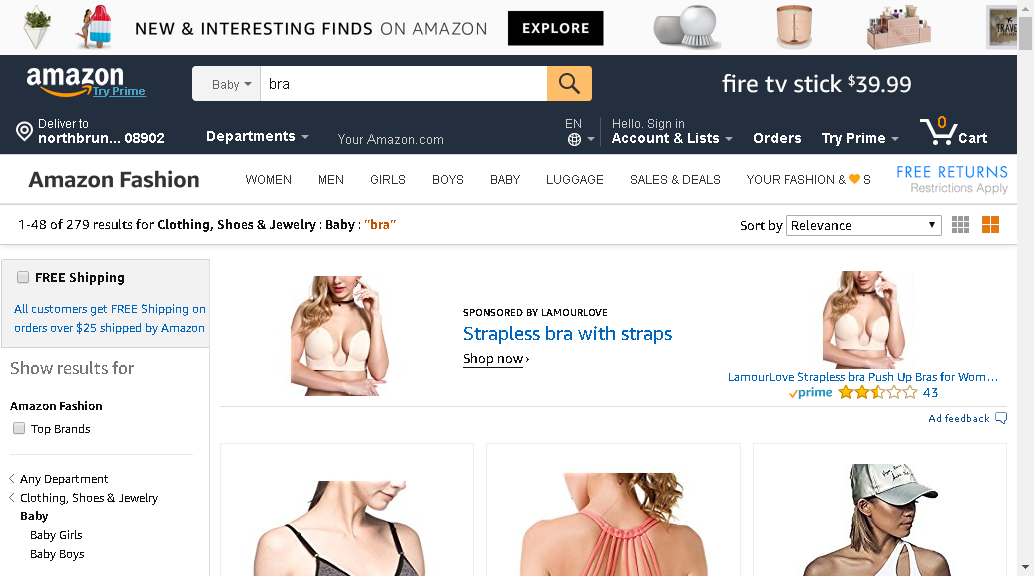 NEW & INTERESTING FINDS ON AMAZON
EXPLORE
TRAVE
amazon
Try Prime
Baby
bra
fire tv stick $39.99
Deliver to
northbrun... 08902
Departments
Your Amazon.com
EN
Hello. Sign in
Account & Lists
Orders
Try Prime
0
Cart
Amazon Fashion
WOMEN
MEN
GIRLS
BOYS
BABY
LUGGAGE
SALES & DEALS
YOUR FASHION & S
FREE RETURNS
Restrictions Apply
1-48 of 279 results for Clothing, Shoes & Jewelry : Baby : "bra"
Sort by
Relevance
FREE Shipping
All customers get FREE Shipping on
orders over $25 shipped by Amazon
Show results for
Amazon Fashion
Top Brands
Any Department
Clothing, Shoes & Jewelry
Baby
Baby Girls
Baby Boys
SPONSORED BY LAMOURLOVE
Strapless bra with straps
Shop now ›
LamourLove Strapless bra Push Up Bras for Wom...
prime
43
Ad feedback